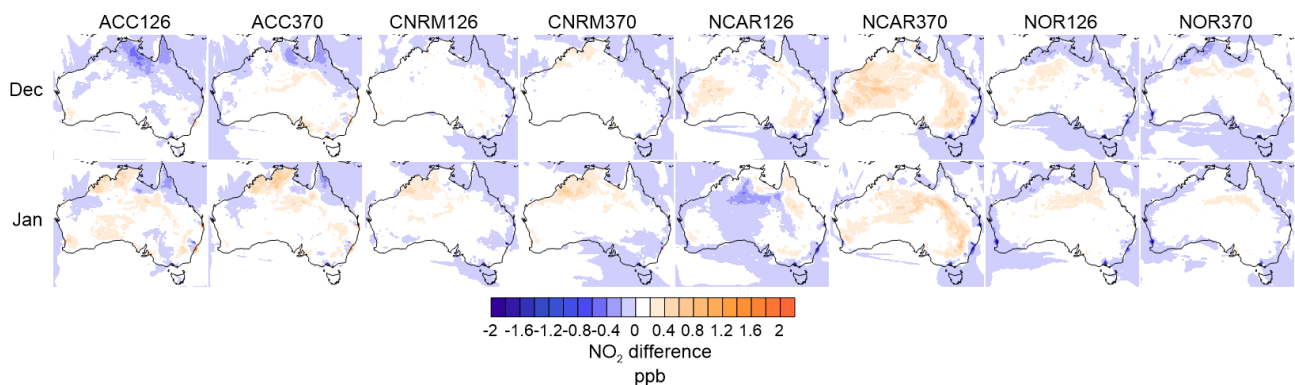 ACC126 ACC370 CNRM126 CNRM370 NCAR126 NCAR370 NOR126 NOR370
Dec
Jan
-2 -1.6 -1.2 -0.8 -0.4 0 0.4 0.8 1.2 1.6 2
NO₂ difference
ppb